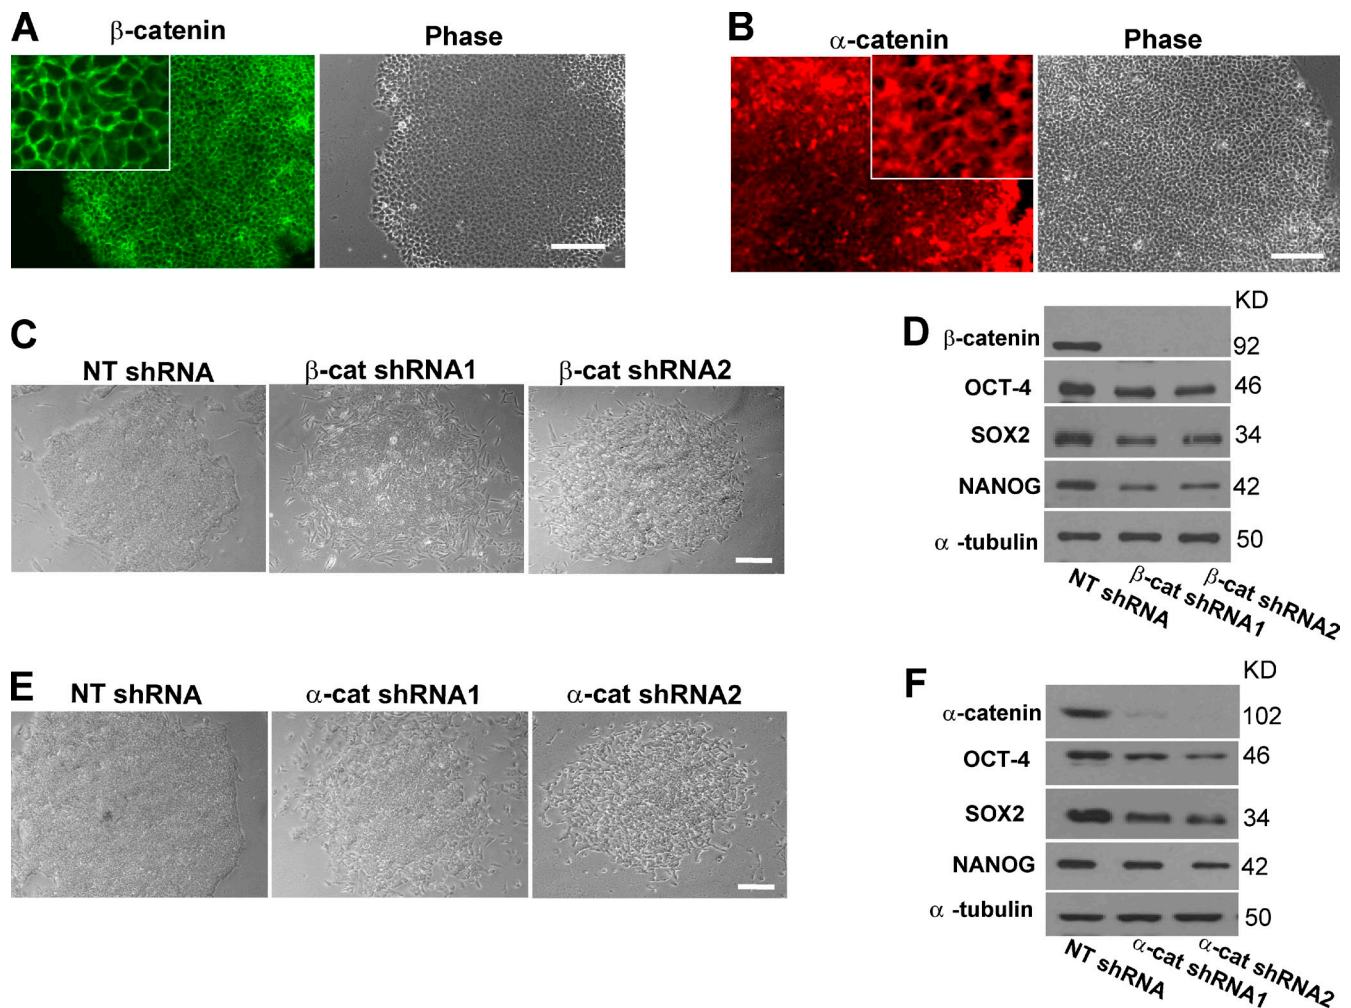 A
β-catenin
Phase
B
α-catenin
Phase
C
NT shRNA
β-cat shRNA1
β-cat shRNA2
D
KD
β-catenin
92
OCT-4
46
SOX2
34
NANOG
42
α -tubulin
50
NT shRNA
β-cat shRNA1
β-cat shRNA2
E
NT shRNA
α-cat shRNA1
α-cat shRNA2
F
KD
α-catenin
102
OCT-4
46
SOX2
34
NANOG
42
α -tubulin
50
NT shRNA
α-cat shRNA1
α-cat shRNA2